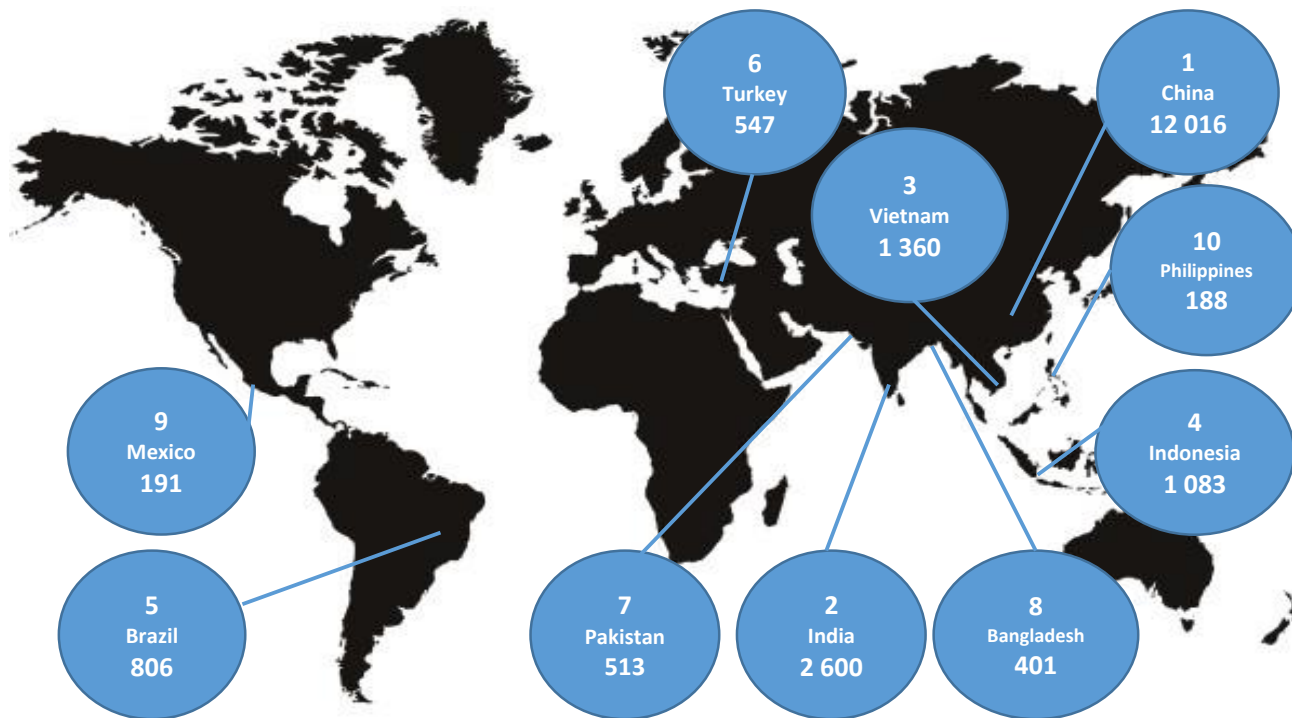 6
Turkey
547
1
China
12 016
3
Vietnam
1 360
10
Philippines
188
9
Mexico
191
4
Indonesia
1 083
5
Brazil
806
7
Pakistan
513
2
India
2 600
8
Bangladesh
401